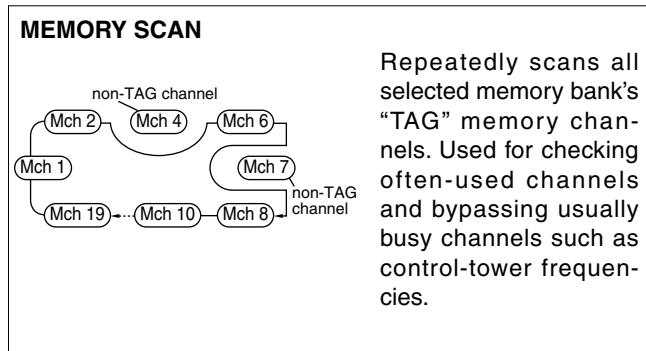 MEMORY SCAN
non-TAG channel
Mch 2
Mch 4
Mch 6
Mch 1
Mch 7
non-TAG
channel
Mch 19
Mch 10
Mch 8
Repeatedly scans all
selected memory bank's
“TAG” memory chan-
nels. Used for checking
often-used channels
and bypassing usually
busy channels such as
control-tower frequen-
cies.